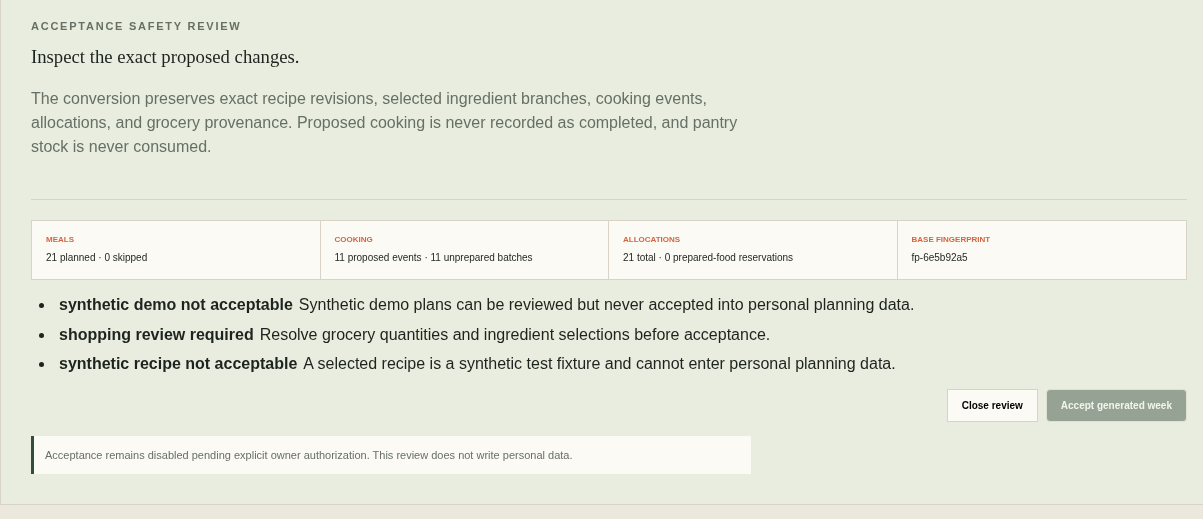 ACCEPTANCE SAFETY REVIEW
Inspect the exact proposed changes.
The conversion preserves exact recipe revisions, selected ingredient branches, cooking events,
allocations, and grocery provenance. Proposed cooking is never recorded as completed, and pantry
stock is never consumed.
MEALS
21 planned · 0 skipped
COOKING
11 proposed events · 11 unprepared batches
ALLOCATIONS
21 total · 0 prepared-food reservations
BASE FINGERPRINT
fp-6e5b92a5
• synthetic demo not acceptable Synthetic demo plans can be reviewed but never accepted into personal planning data.
• shopping review required Resolve grocery quantities and ingredient selections before acceptance.
• synthetic recipe not acceptable A selected recipe is a synthetic test fixture and cannot enter personal planning data.
Close review
Accept generated week
Acceptance remains disabled pending explicit owner authorization. This review does not write personal data.